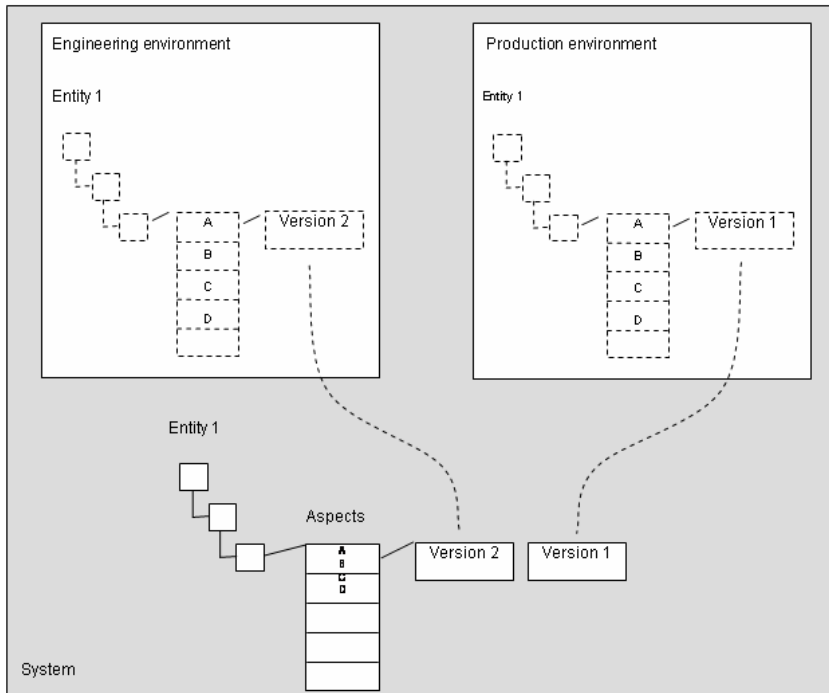 Engineering environment
Entity 1
A
Version 2
B
C
D
Production environment
Entity 1
A
Version 1
B
C
D
Entity 1
Aspects
A
B
C
D
Version 2
Version 1
System